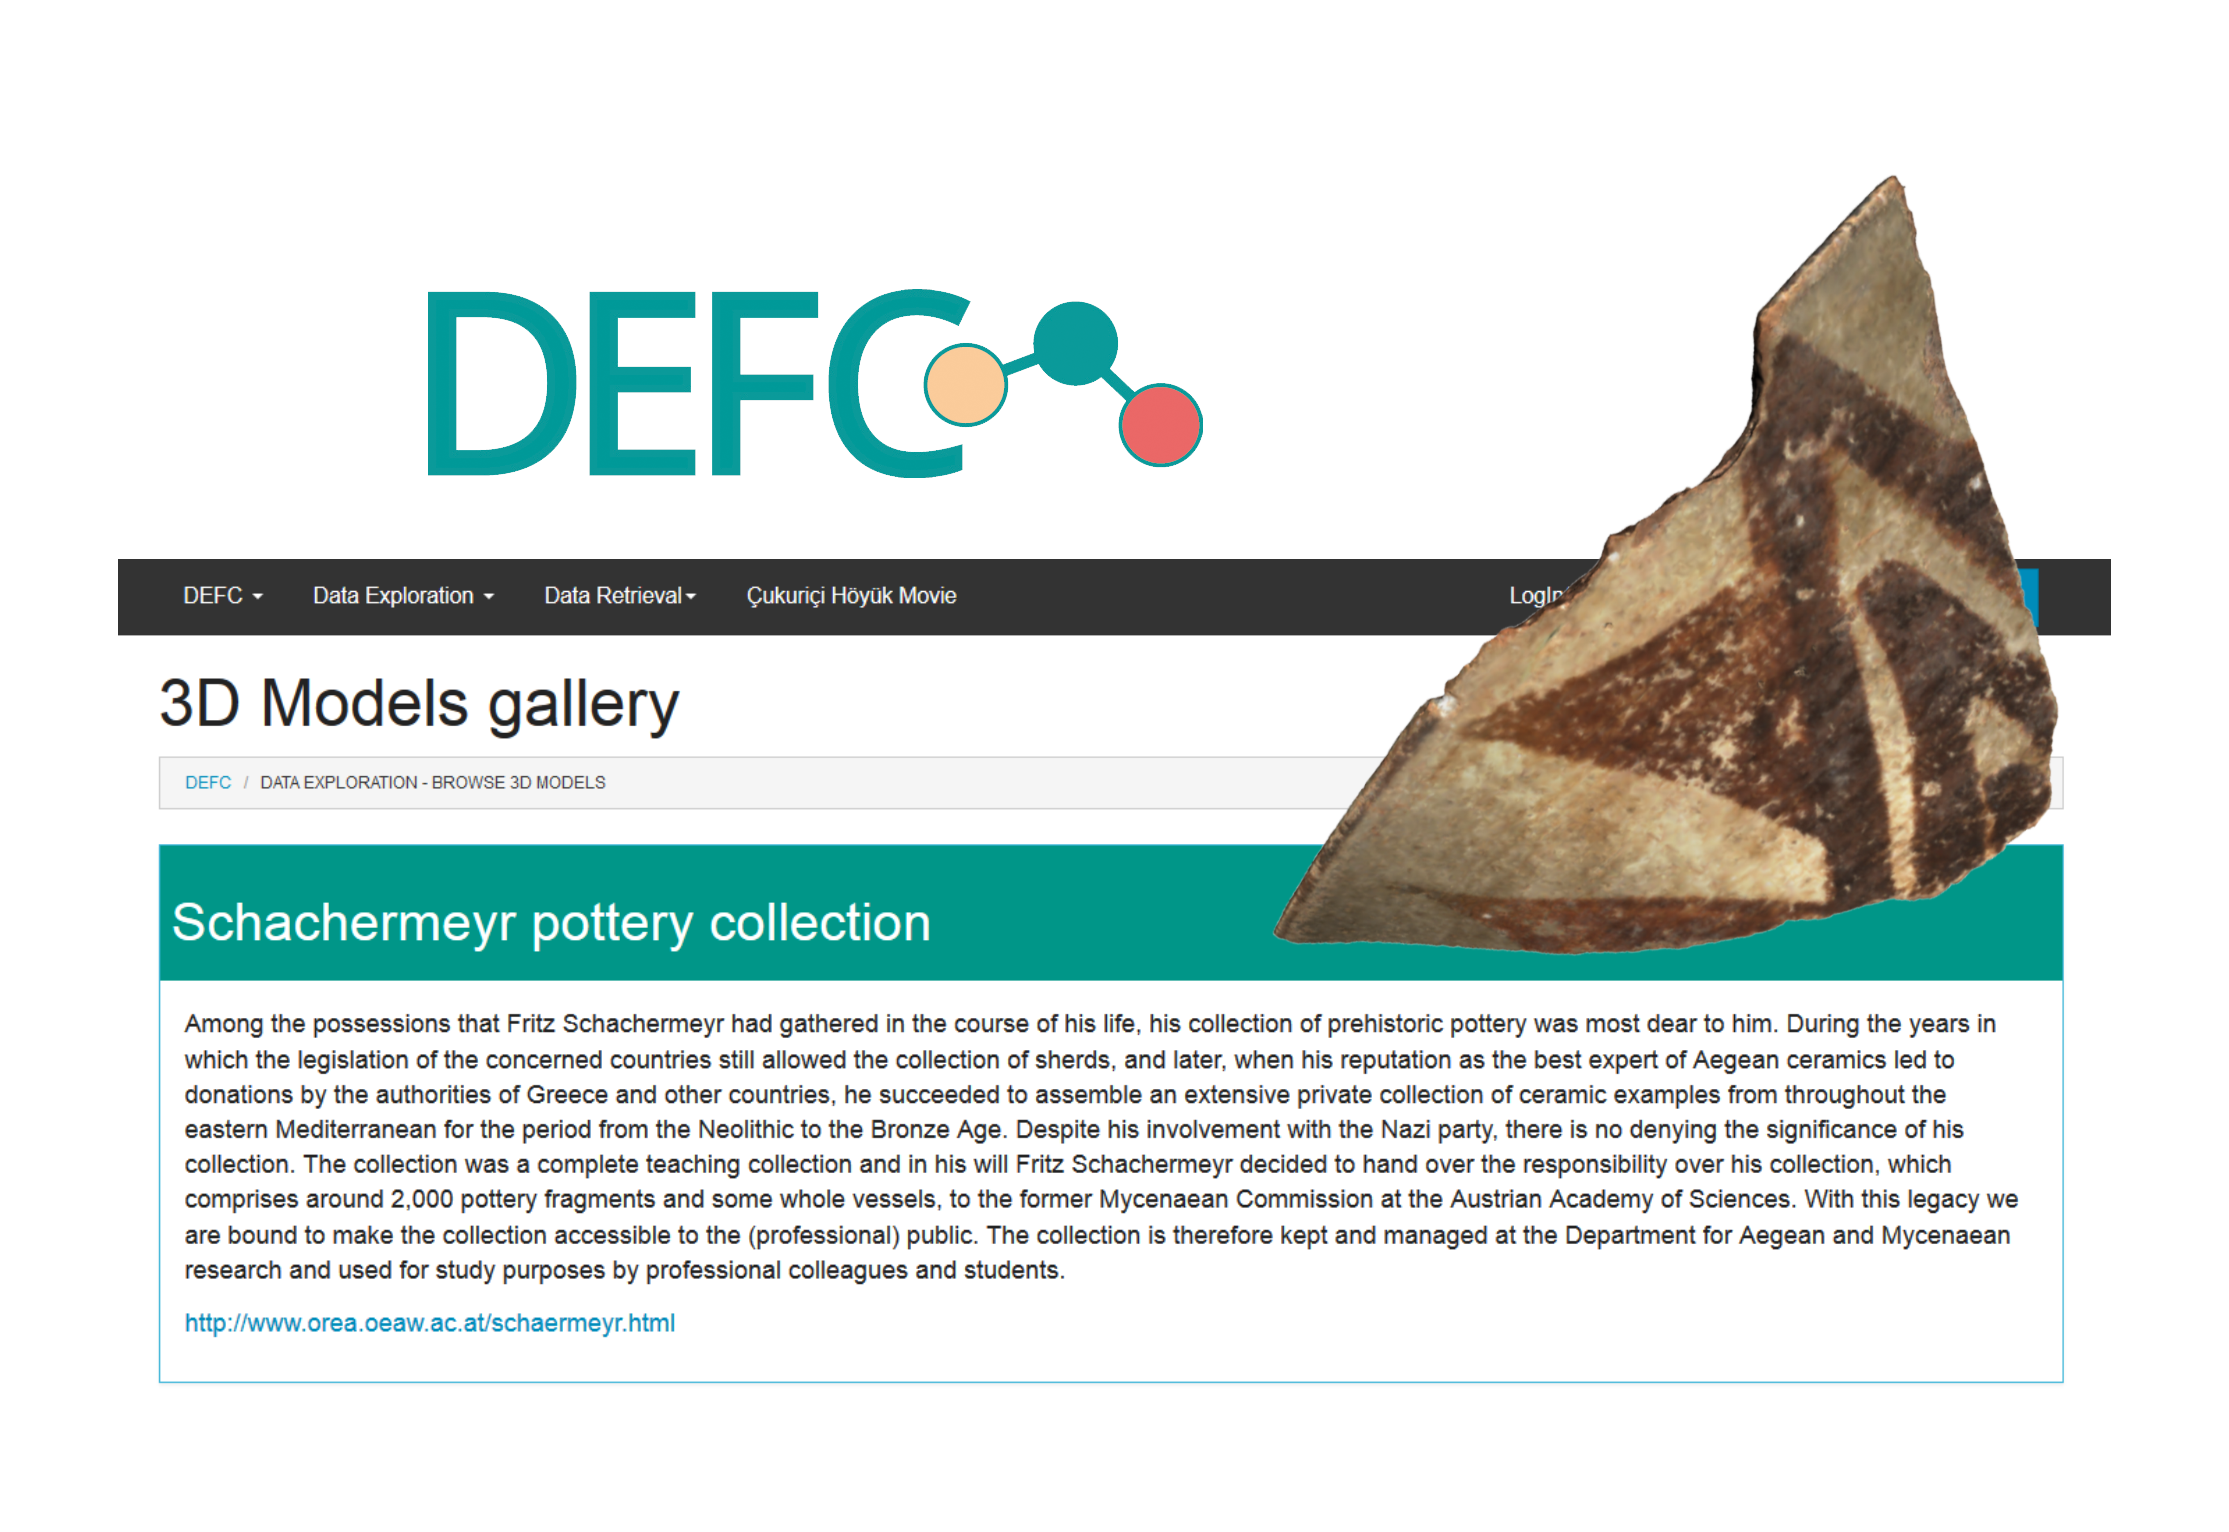 DEFC
DEFC Data Exploration Data Retrieval Çukuriçi Höyük Movie LogIn
3D Models gallery
DEFC / DATA EXPLORATION - BROWSE 3D MODELS
Schachermeyr pottery collection
Among the possessions that Fritz Schachermeyr had gathered in the course of his life, his collection of prehistoric pottery was most dear to him. During the years in
which the legislation of the concerned countries still allowed the collection of sherds, and later, when his reputation as the best expert of Aegean ceramics led to
donations by the authorities of Greece and other countries, he succeeded to assemble an extensive private collection of ceramic examples from throughout the
eastern Mediterranean for the period from the Neolithic to the Bronze Age. Despite his involvement with the Nazi party, there is no denying the significance of his
collection. The collection was a complete teaching collection and in his will Fritz Schachermeyr decided to hand over the responsibility over his collection, which
comprises around 2,000 pottery fragments and some whole vessels, to the former Mycenaean Commission at the Austrian Academy of Sciences. With this legacy we
are bound to make the collection accessible to the (professional) public. The collection is therefore kept and managed at the Department for Aegean and Mycenaean
research and used for study purposes by professional colleagues and students.
http://www.orea.oeaw.ac.at/schaermeyr.html